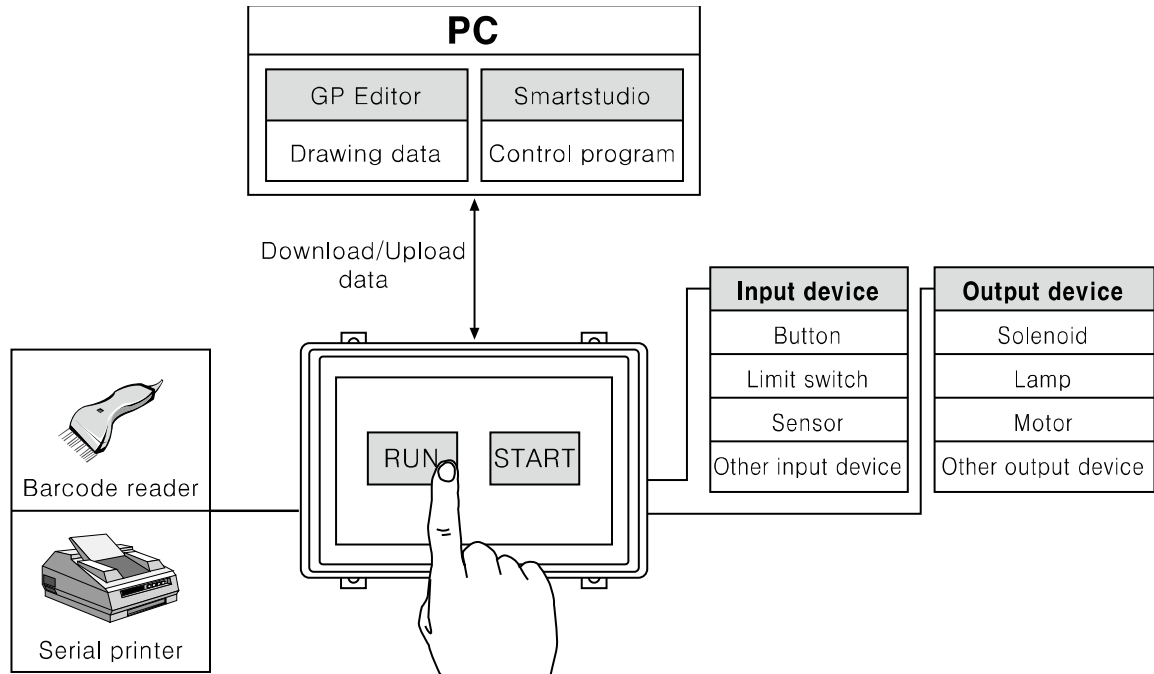 PC
GP Editor
Drawing data
Smartstudio
Control program
Download/Upload
data
Input device
Button
Limit switch
Sensor
Other input device
Output device
Solenoid
Lamp
Motor
Other output device
RUN
START
Barcode reader
Serial printer